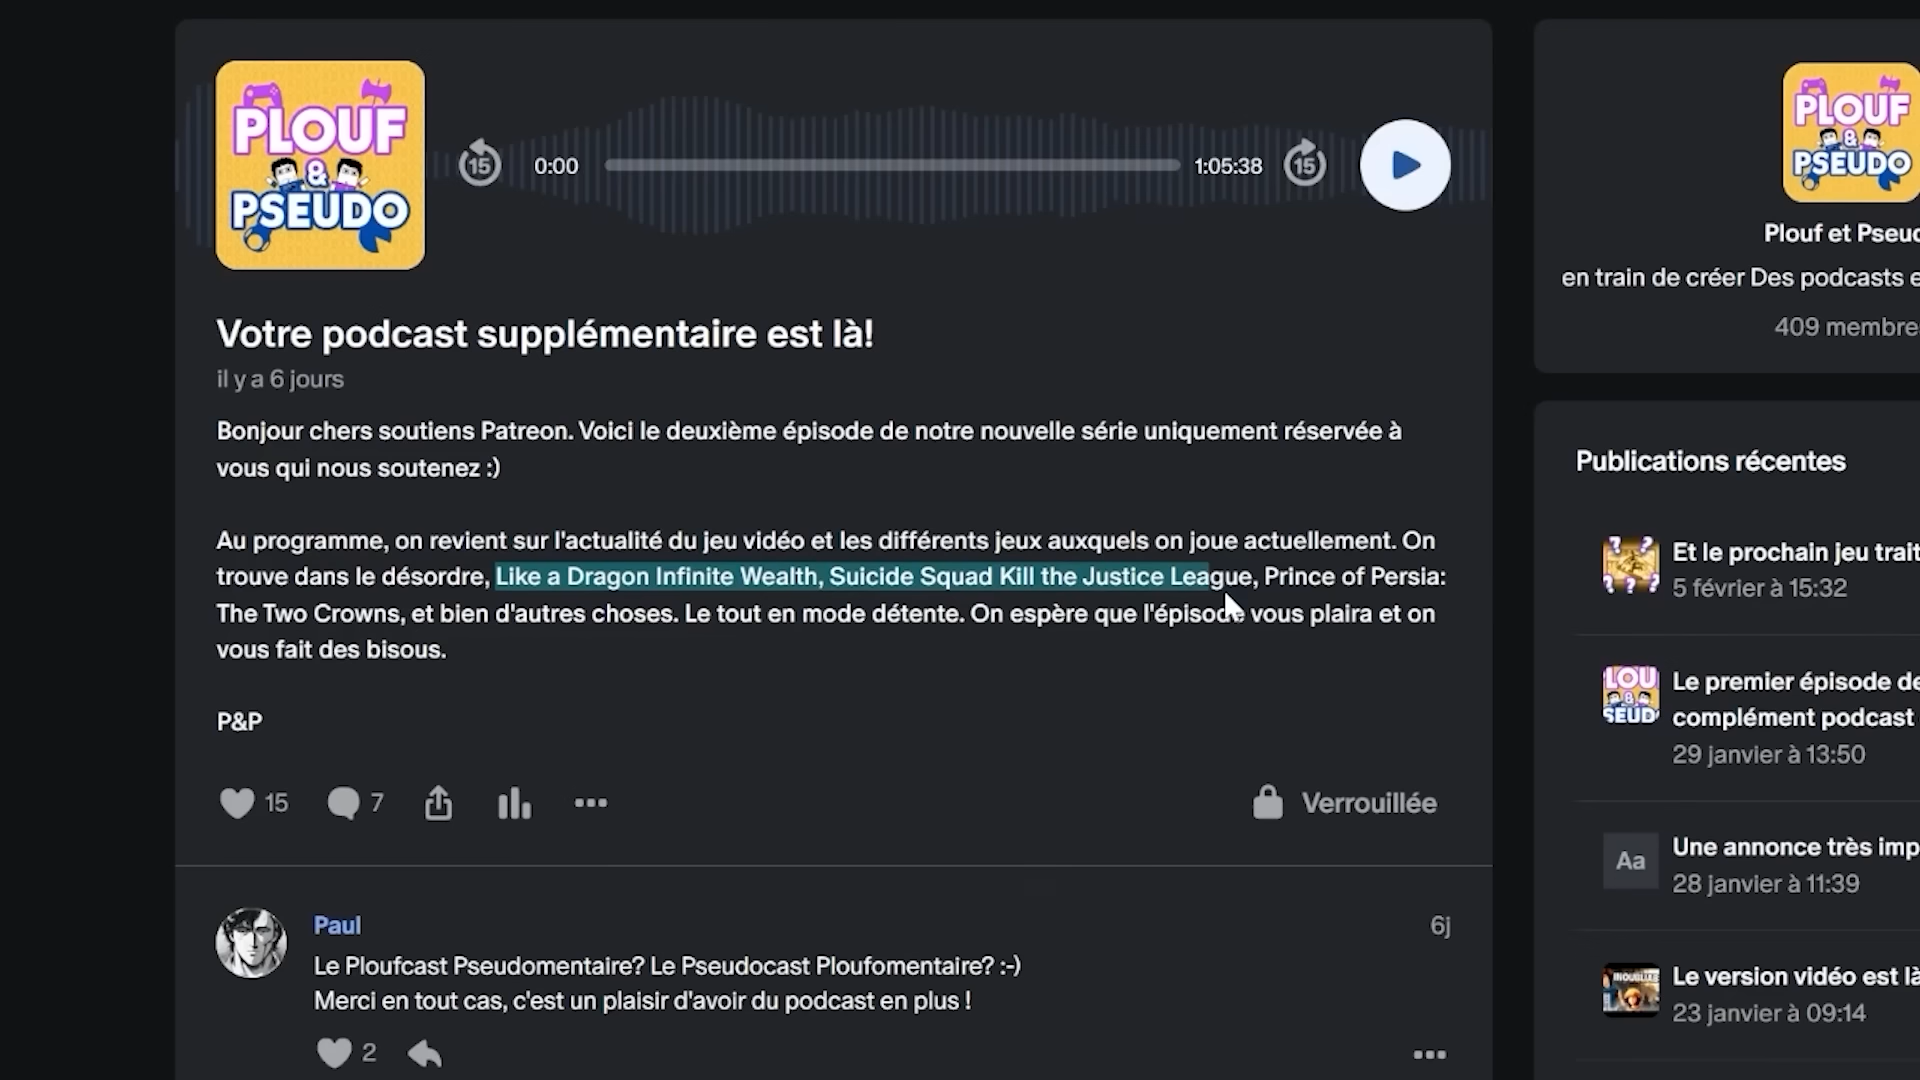 PLOUF
&
PSEUDO
15
0:00
1:05:38
15
Votre podcast supplémentaire est là!
il y a 6 jours
Bonjour chers soutiens Patreon. Voici le deuxième épisode de notre nouvelle série uniquement réservée à
vous qui nous soutenez :)
Au programme, on revient sur l'actualité du jeu vidéo et les différents jeux auxquels on joue actuellement. On
trouve dans le désordre, Like a Dragon Infinite Wealth, Suicide Squad Kill the Justice League, Prince of Persia:
The Two Crowns, et bien d'autres choses. Le tout en mode détente. On espère que l'épisode vous plaira et on
vous fait des bisous.
P&P
15
7
Verrouillée
Paul
6j
Le Ploufcast Pseudomentaire? Le Pseudocast Ploufomentaire? :-)
Merci en tout cas, c'est un plaisir d'avoir du podcast en plus !
2
PLOUF
&
PSEUDO
Plouf et Pseud
en train de créer Des podcasts e
409 membre
Publications récentes
? ?
? ?
Et le prochain jeu trait
5 février à 15:32
LOU
&
SEUD
Le premier épisode de
complément podcast
29 janvier à 13:50
Aa
Une annonce très imp
28 janvier à 11:39
Le version vidéo est là
23 janvier à 09:14